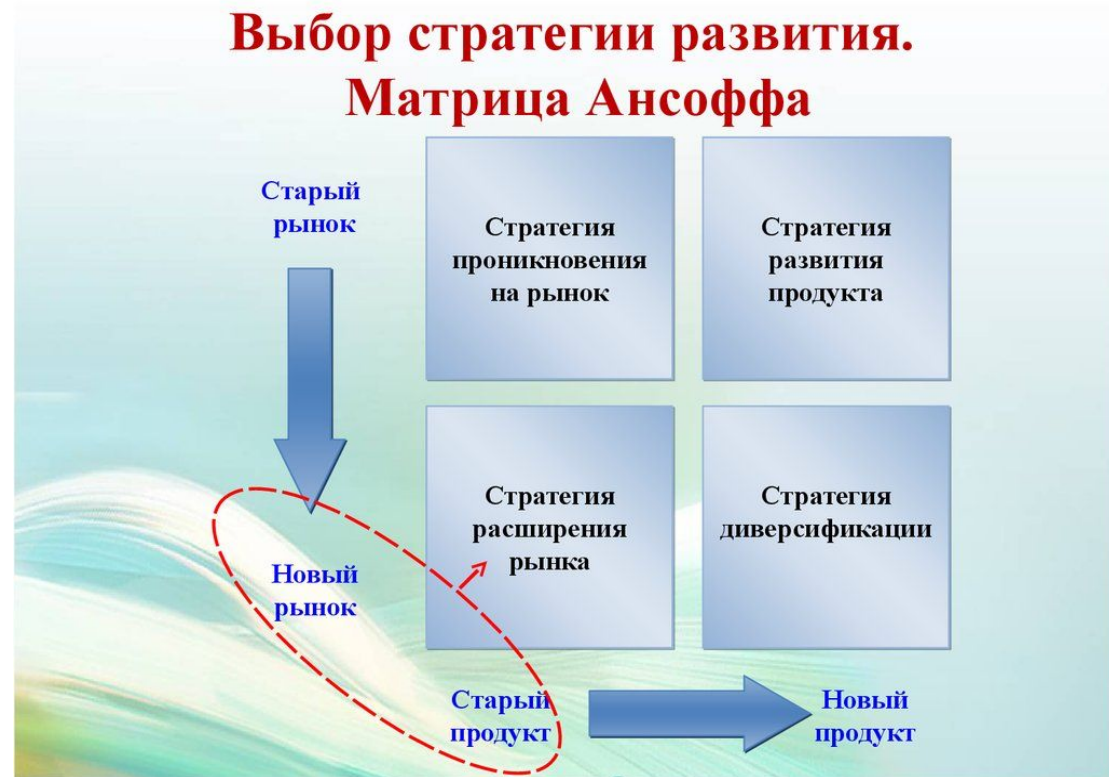 Выбор стратегии развития.
Матрица Ансоффа
Старый
рынок
Стратегия
проникновения
на рынок
Стратегия
развития
продукта
Новый
рынок
Стратегия
расширения
рынка
Стратегия
диверсификации
Старый
продукт
Новый
продукт